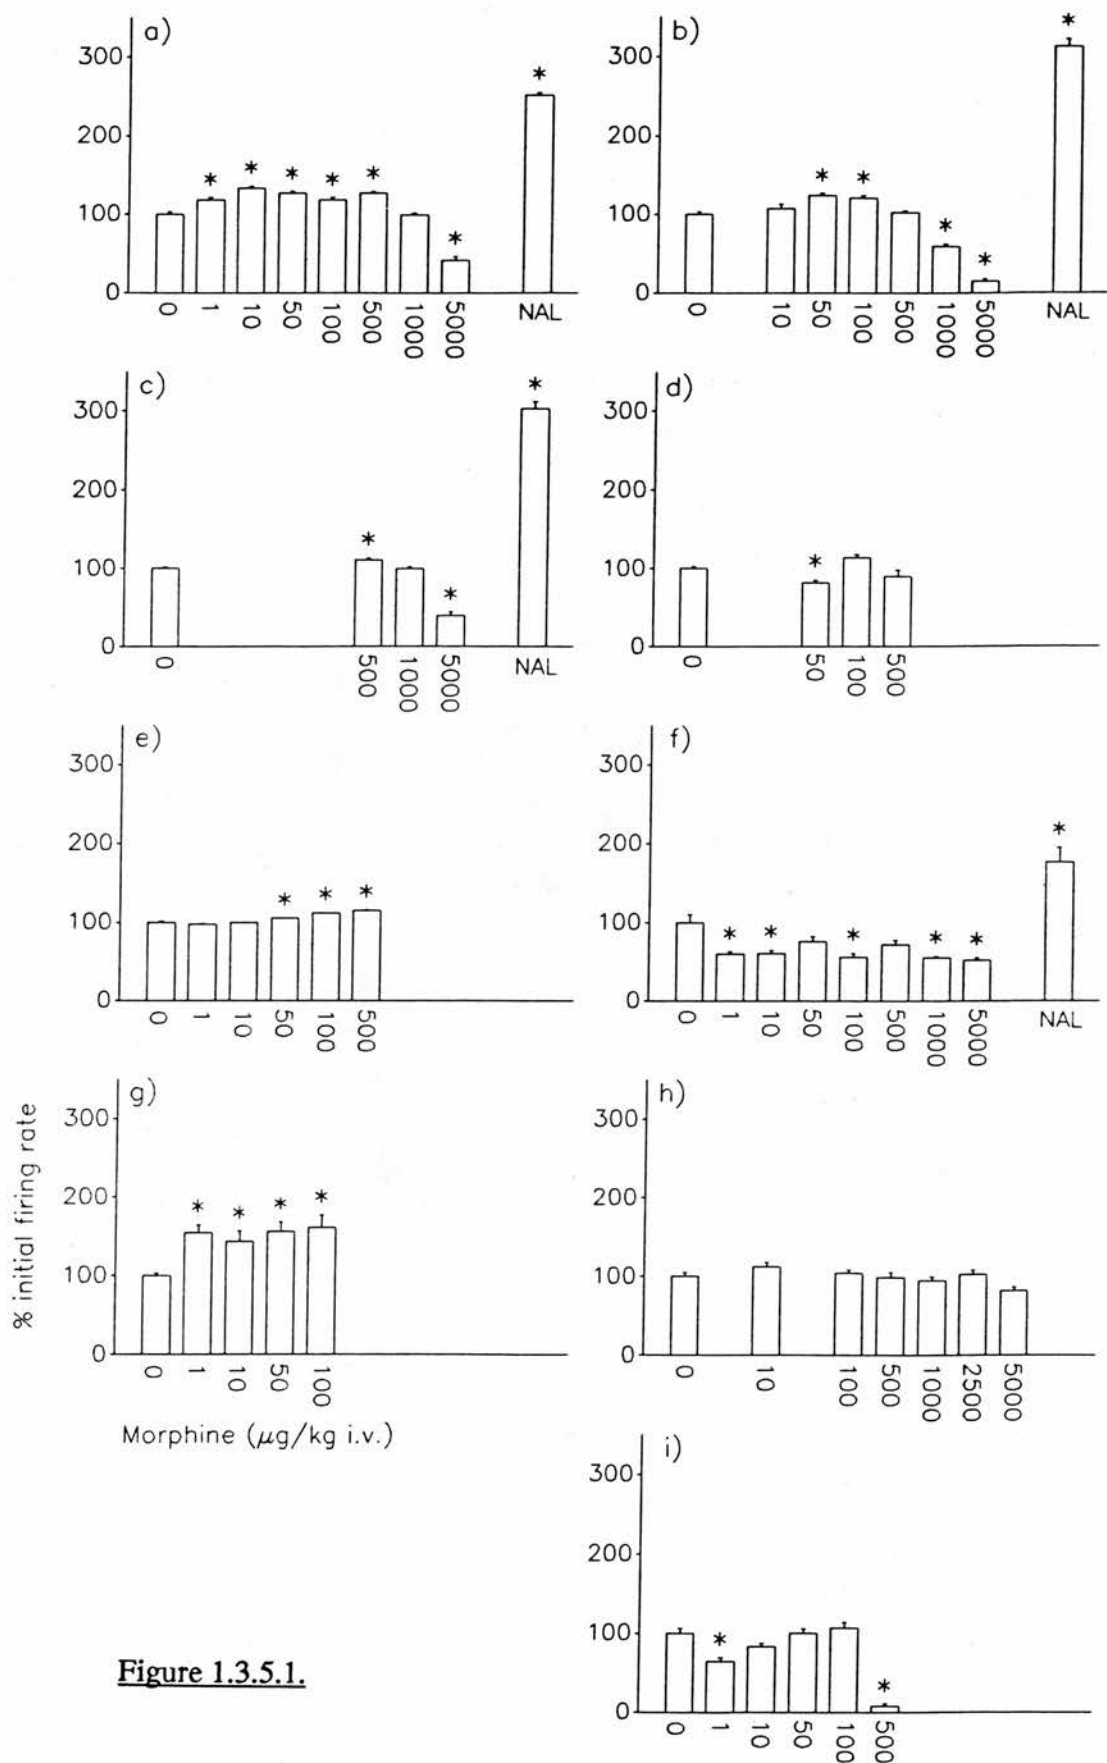 a)
300
200
100
0
* * * * * * *
0 1 10 50 100 500 1000 5000 NAL
b)
300
200
100
0
* * * * *
0 10 50 100 500 1000 5000 NAL
c)
300
200
100
0
* * *
0 500 1000 5000 NAL
d)
300
200
100
0
*
0 50 100 500
e)
300
200
100
0
* * *
0 1 10 50 100 500
f)
300
200
100
0
* * * * * *
0 1 10 50 100 500 1000 5000 NAL
g)
% initial firing rate
300
200
100
0
* * * *
0 1 10 50 100
Morphine (μg/kg i.v.)
h)
300
200
100
0
0 10 100 500 1000 2500 5000
i)
300
200
100
0
* *
0 1 10 50 100 500
Figure 1.3.5.1.